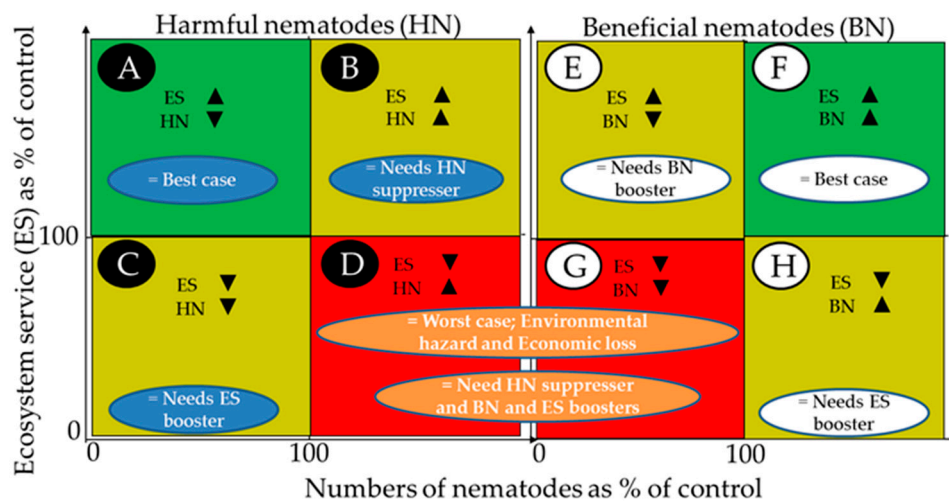 Harmful nematodes (HN)
Beneficial nematodes (BN)
Ecosystem service (ES) as % of control
A
ES ▲
HN ▼
= Best case
B
ES ▲
HN ▲
= Needs HN
suppresser
E
ES ▲
BN ▼
= Needs BN
booster
F
ES ▲
BN ▲
= Best case
100
C
ES ▼
HN ▼
= Needs ES
booster
D
ES ▼
HN ▲
G
ES ▼
BN ▼
= Worst case; Environmental
hazard and Economic loss
= Need HN suppresser
and BN and ES boosters
H
ES ▼
BN ▲
= Needs ES
booster
0
0
100
0
100
Numbers of nematodes as % of control